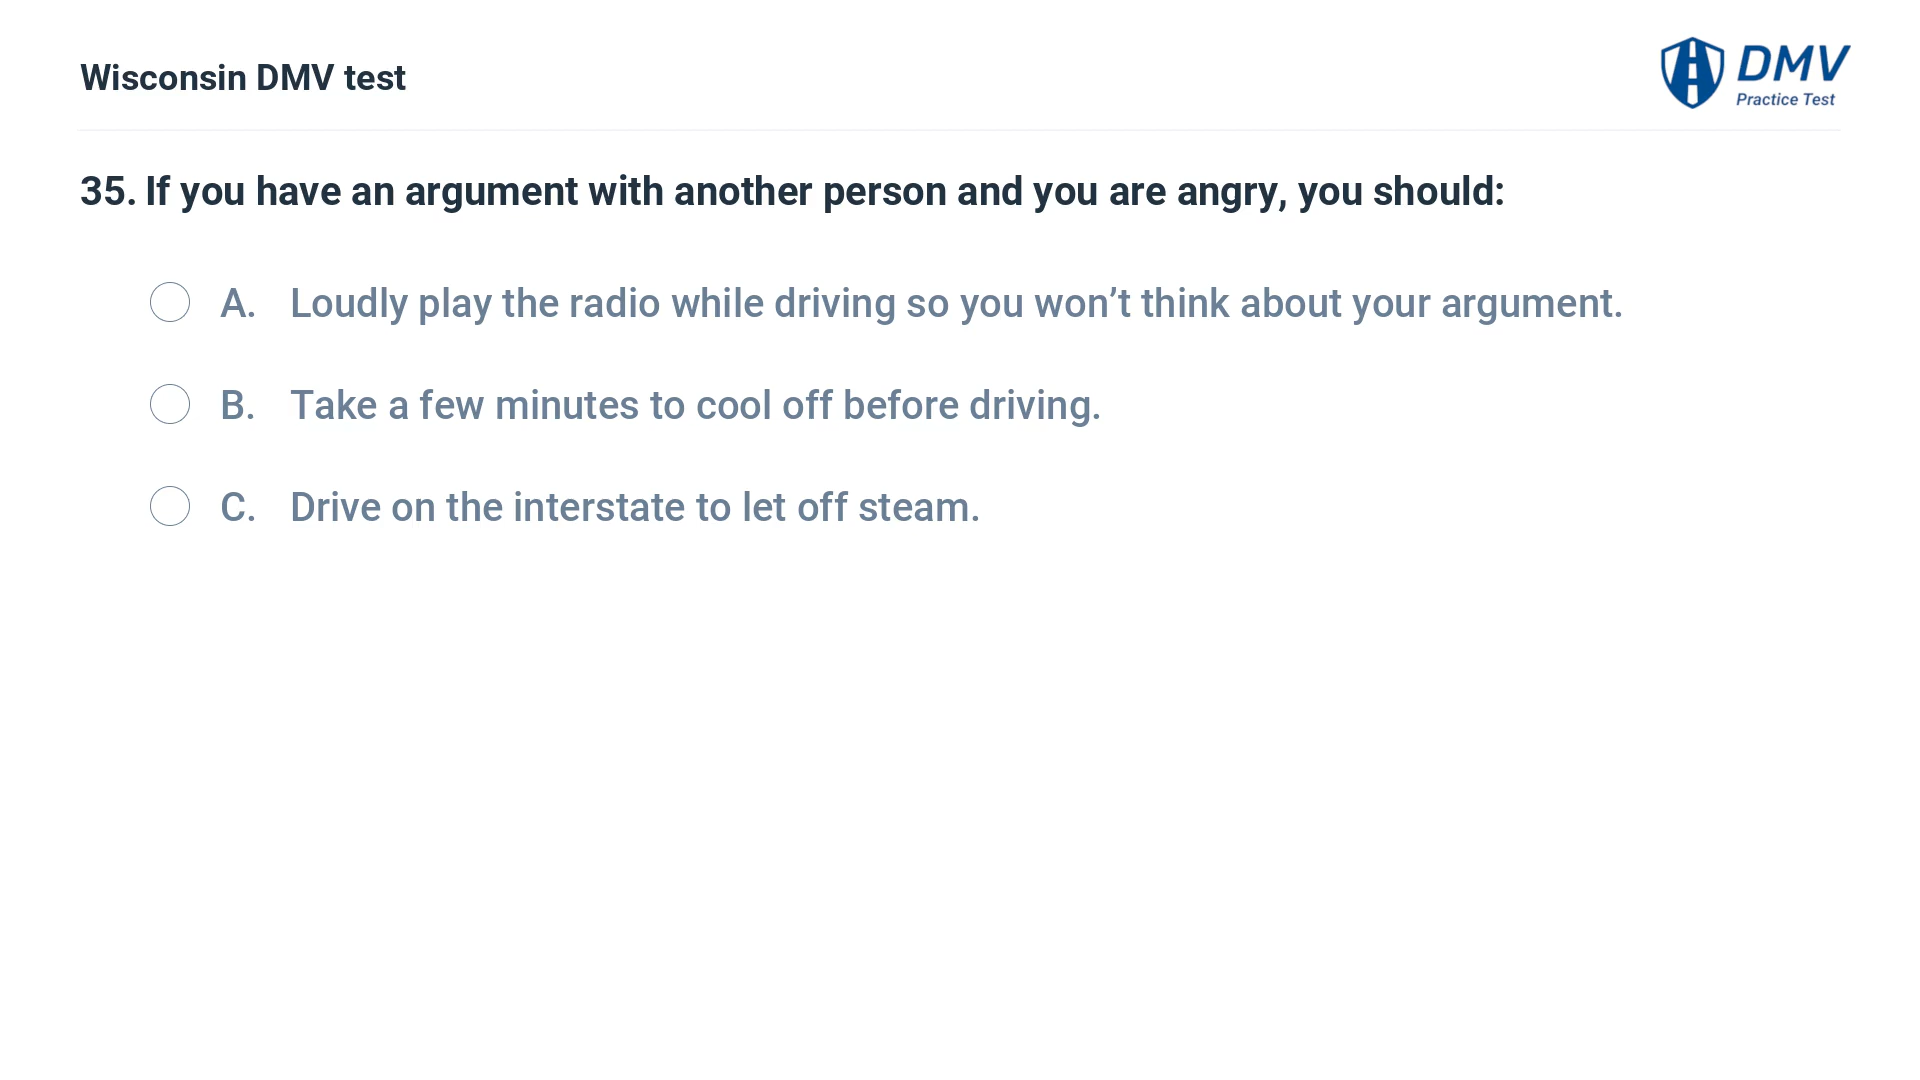 Wisconsin DMV test
DMV
Practice Test
35. If you have an argument with another person and you are angry, you should:
A. Loudly play the radio while driving so you won’t think about your argument.
B. Take a few minutes to cool off before driving.
C. Drive on the interstate to let off steam.